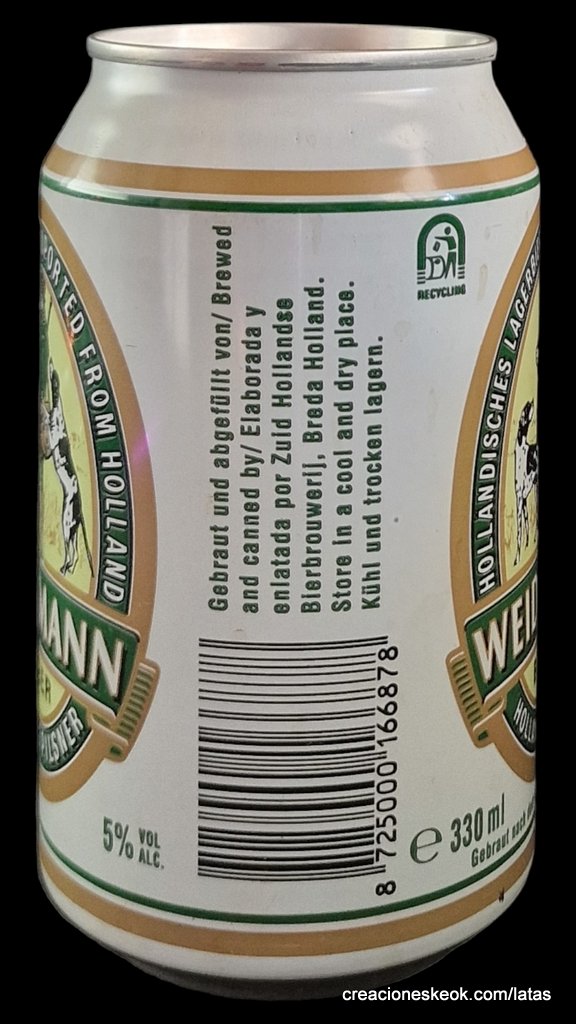 IMPORTED FROM HOLLAND
MANN
PILSNER
5% VOL
ALC.
Gebraut und abgefüllt von/ Brewed
and canned by/ Elaborada y
enlatada por Zuid Hollandse
Bierbrouwerij, Breda Holland.
Store in a cool and dry place.
Kühl und trocken lagern.
8 725000 166878
RECYCLING
HOLLANDISCHES LAGERB
WEID
HOLL
e 330 ml
Gebraut nach
creacioneskeok.com/latas